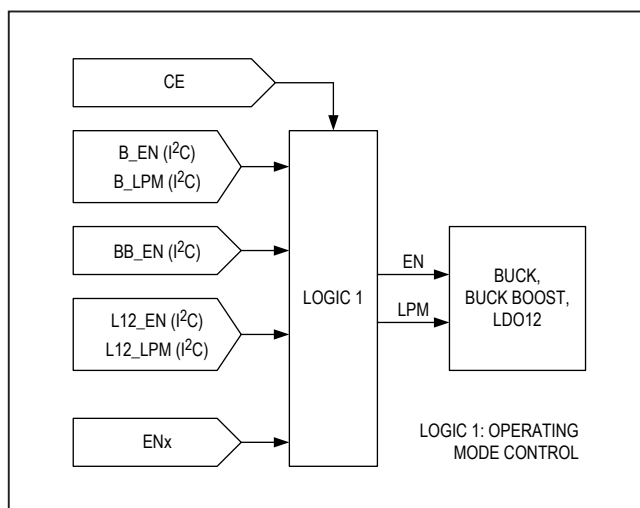 CE
B_EN (I²C)
B_LPM (I²C)
BB_EN (I²C)
L12_EN (I²C)
L12_LPM (I²C)
ENx
LOGIC 1
EN
LPM
BUCK,
BUCK BOOST,
LDO12
LOGIC 1: OPERATING
MODE CONTROL